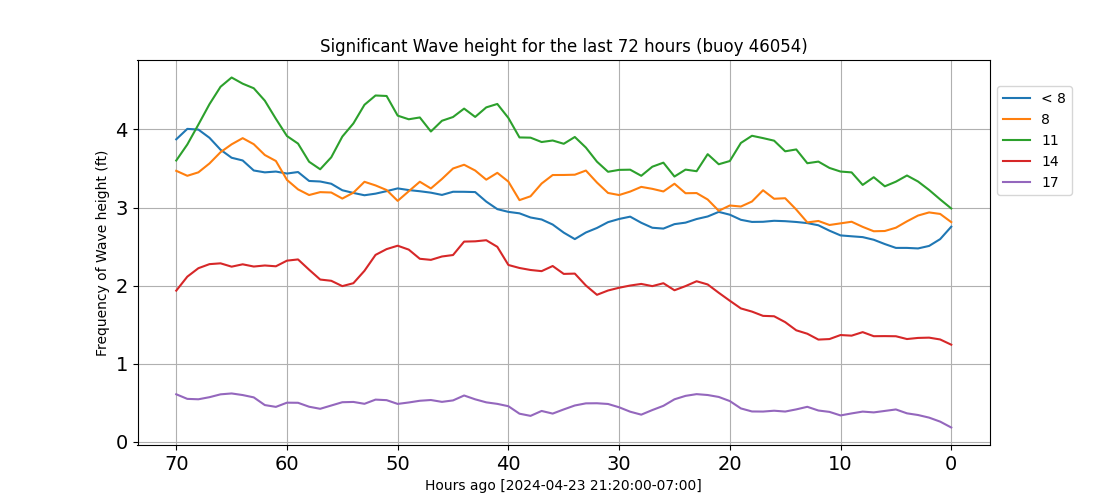 Significant Wave height for the last 72 hours (buoy 46054)
Frequency of Wave height (ft)
4
3
2
1
0
70 60 50 40 30 20 10 0
Hours ago [2024-04-23 21:20:00-07:00]
< 8
8
11
14
17